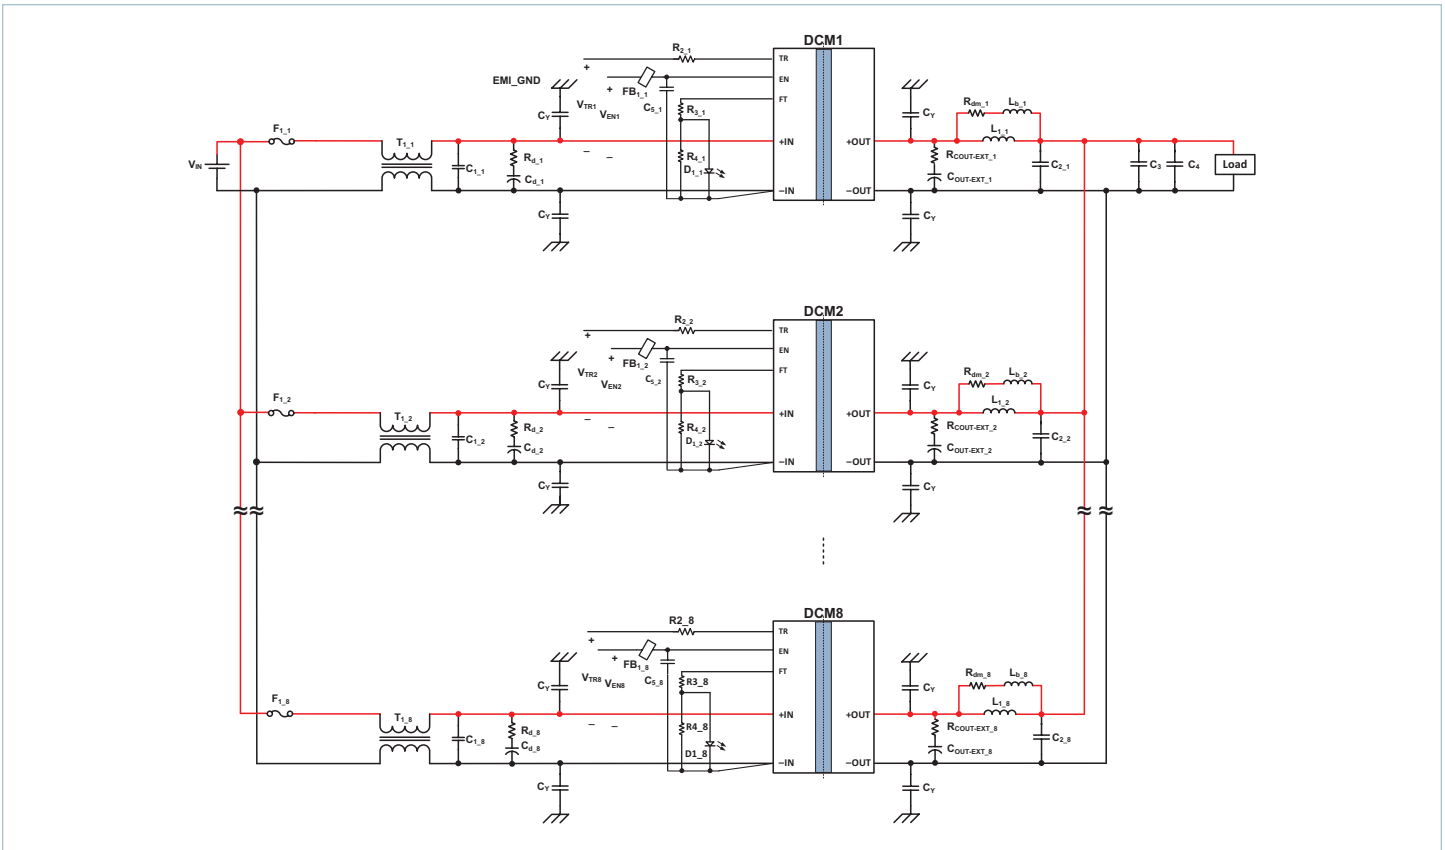 DCM1
R2_1
TR
EMI_GND
+
EN
FB1_1
+
VTR1
C5_1
FT
R3_1
VEN1
CY
CY
Rdm_1
Lb_1
F1_1
T1_1
L1_1
+IN
+OUT
VIN
Rd_1
– –
R4_1
RCOUT-EXT_1
C1_1
Cd_1
D1_1
COUT-EXT_1
C2_1
C3
C4
Load
–IN
–OUT
CY
CY
DCM2
R2_2
TR
+
EN
FB1_2
+
VTR2
C5_2
FT
R3_2
VEN2
CY
CY
Rdm_2
Lb_2
F1_2
T1_2
L1_2
+IN
+OUT
Rd_2
– –
R4_2
RCOUT-EXT_2
C1_2
Cd_2
D1_2
COUT-EXT_2
C2_2
–IN
–OUT
CY
CY
≈ ≈
≈ ≈
DCM8
R2_8
TR
+
EN
FB1_8
+
VTR8
C5_8
FT
R3_8
VEN8
CY
CY
Rdm_8
Lb_8
F1_8
T1_8
L1_8
+IN
+OUT
Rd_8
– –
R4_8
RCOUT-EXT_8
C1_8
Cd_8
D1_8
COUT-EXT_8
C2_8
–IN
–OUT
CY
CY